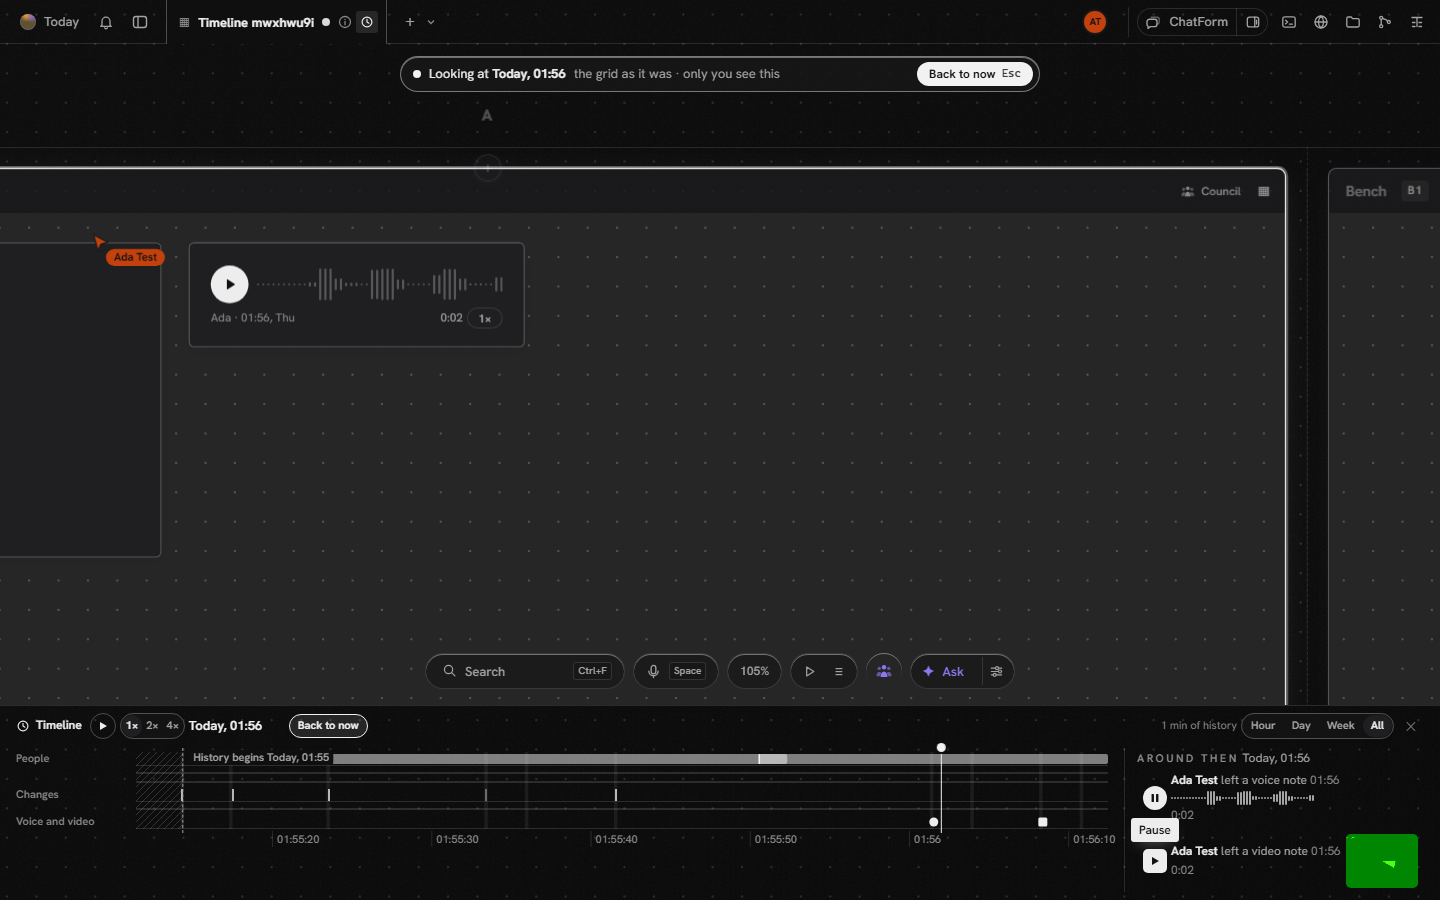 Today
Timeline mwxhwu9i
AT
ChatForm
Looking at Today, 01:56 the grid as it was · only you see this
Back to now Esc
A
Council
Bench B1
Ada Test
Ada · 01:56, Thu
0:02 1×
Search Ctrl+F
Space
105%
Ask
Timeline
1× 2× 4×
Today, 01:56
Back to now
1 min of history
Hour Day Week All
People
History begins Today, 01:55
Changes
Voice and video
01:55:20 01:55:30 01:55:40 01:55:50 01:56 01:56:10
AROUND THEN Today, 01:56
Ada Test left a voice note 01:56
0:02
Pause
Ada Test left a video note 01:56
0:02